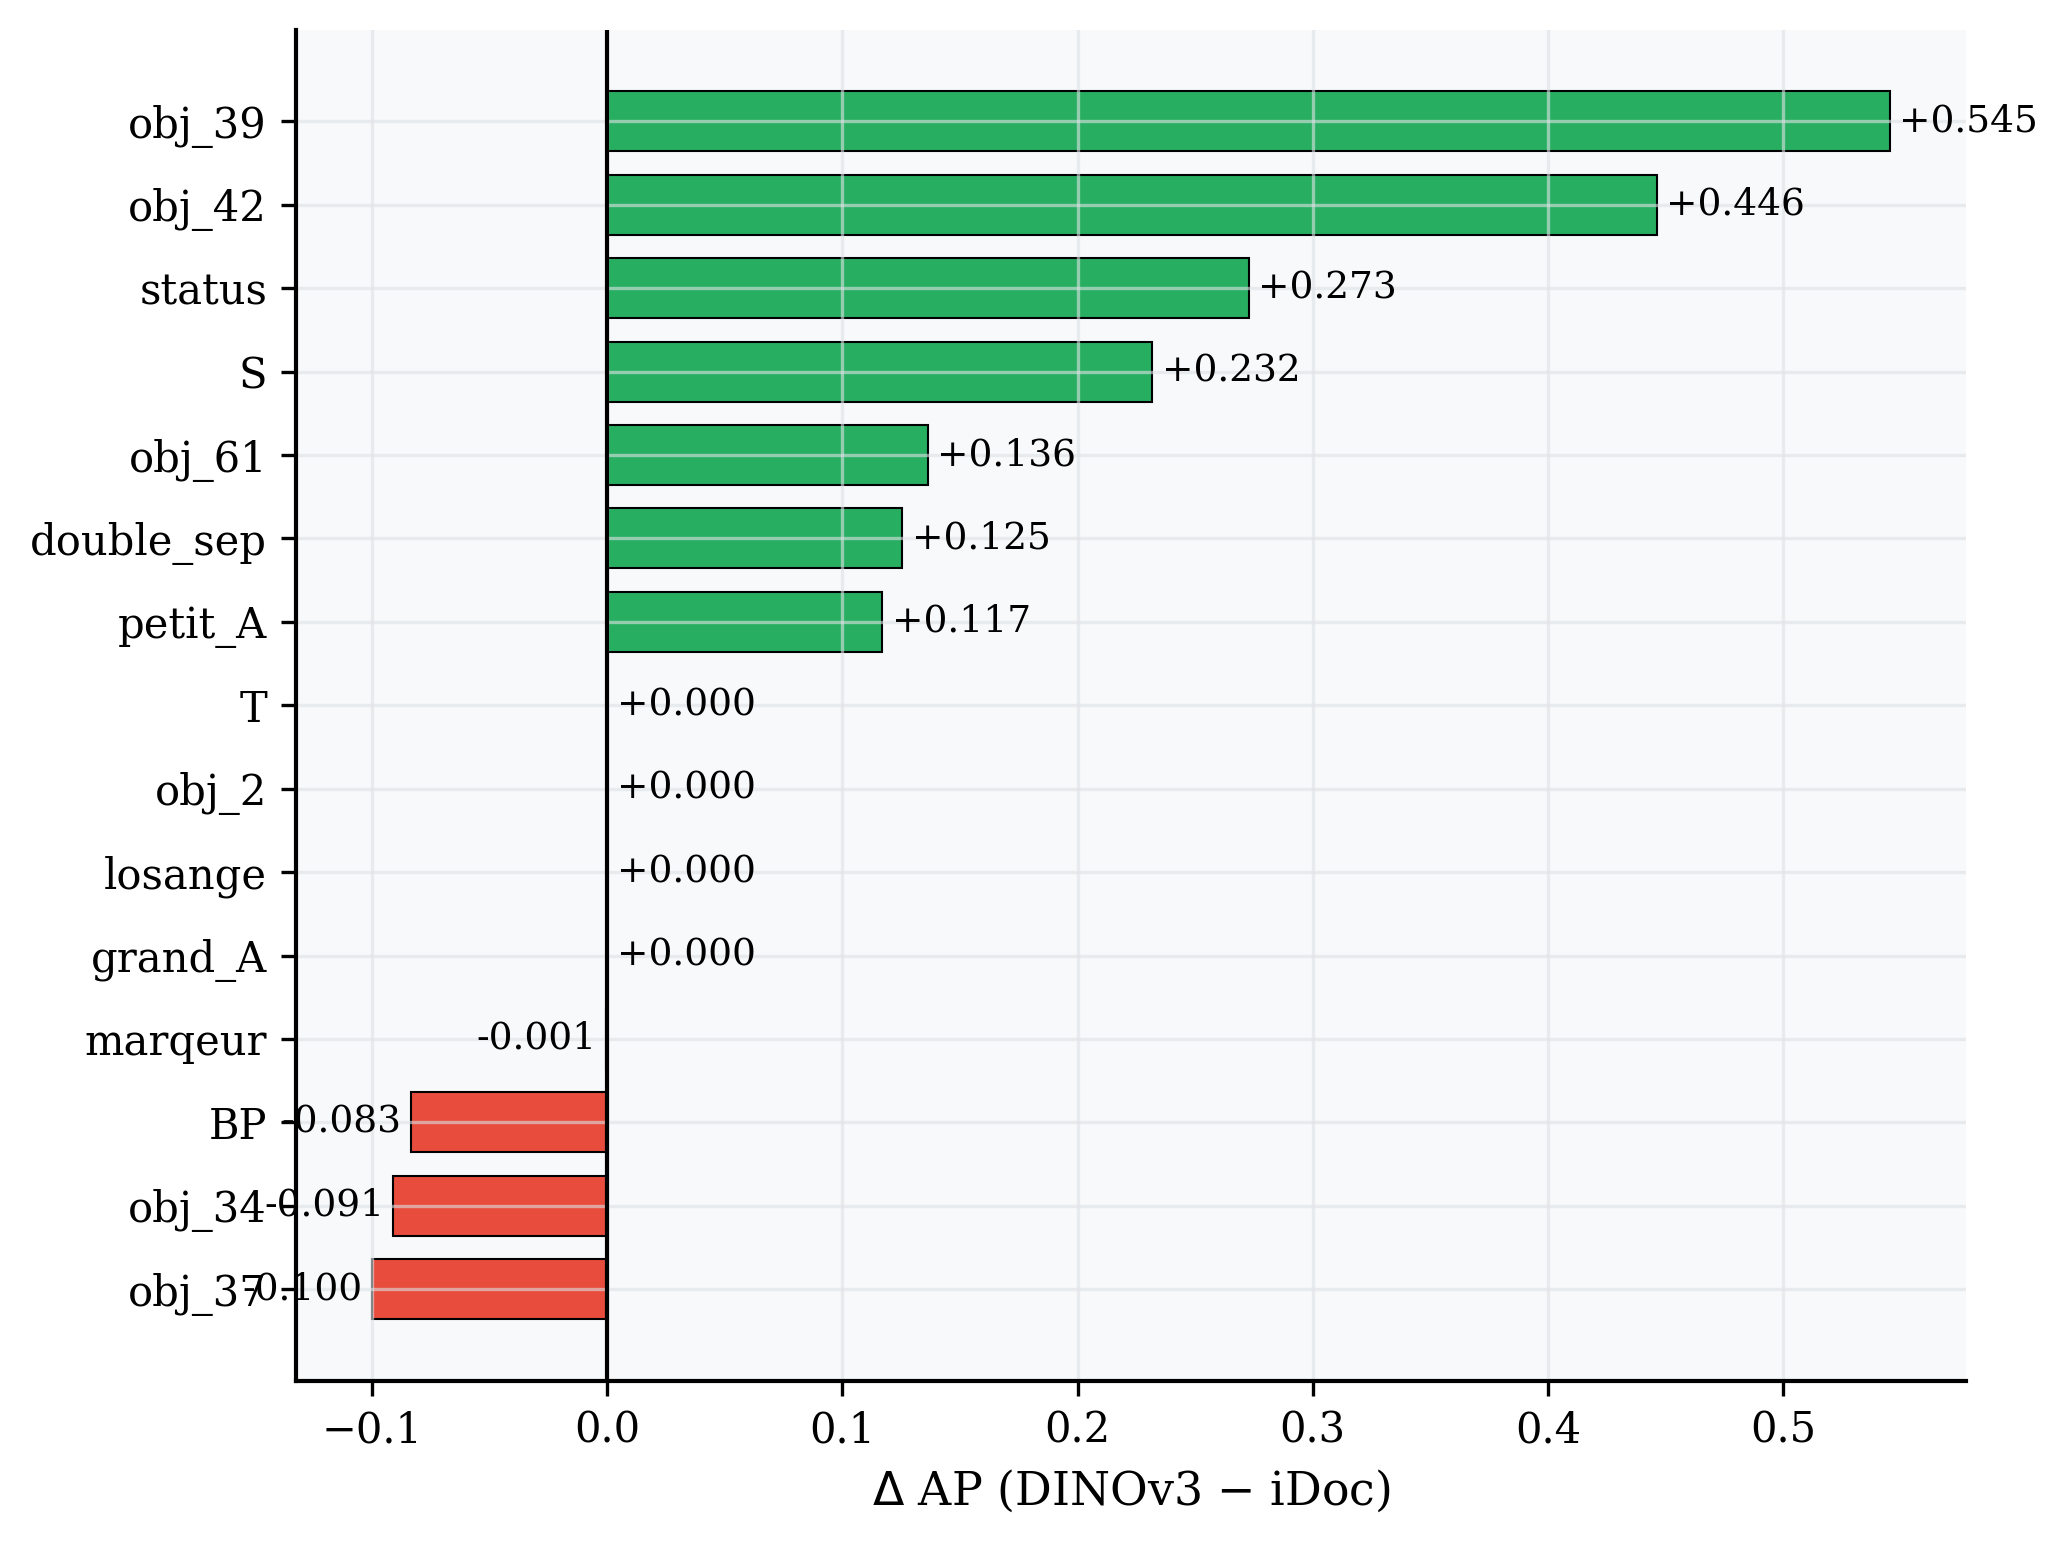 obj_39 +0.545
obj_42 +0.446
status +0.273
S +0.232
obj_61 +0.136
double_sep +0.125
petit_A +0.117
T +0.000
obj_2 +0.000
losange +0.000
grand_A +0.000
marqeur -0.001
BP -0.083
obj_34 -0.091
obj_37 -0.100
−0.1 0.0 0.1 0.2 0.3 0.4 0.5
Δ AP (DINOv3 − iDoc)